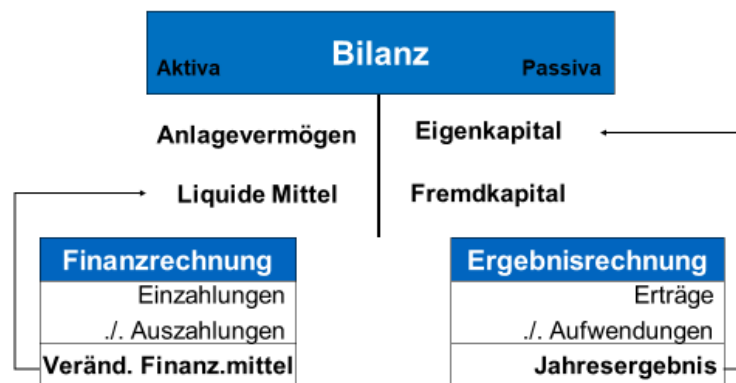 Bilanz
Aktiva
Passiva
Anlagevermögen
Eigenkapital
Liquide Mittel
Fremdkapital
Finanzrechnung
Einzahlungen
./. Auszahlungen
Veränd. Finanz.mittel
Ergebnisrechnung
Erträge
./. Aufwendungen
Jahresergebnis